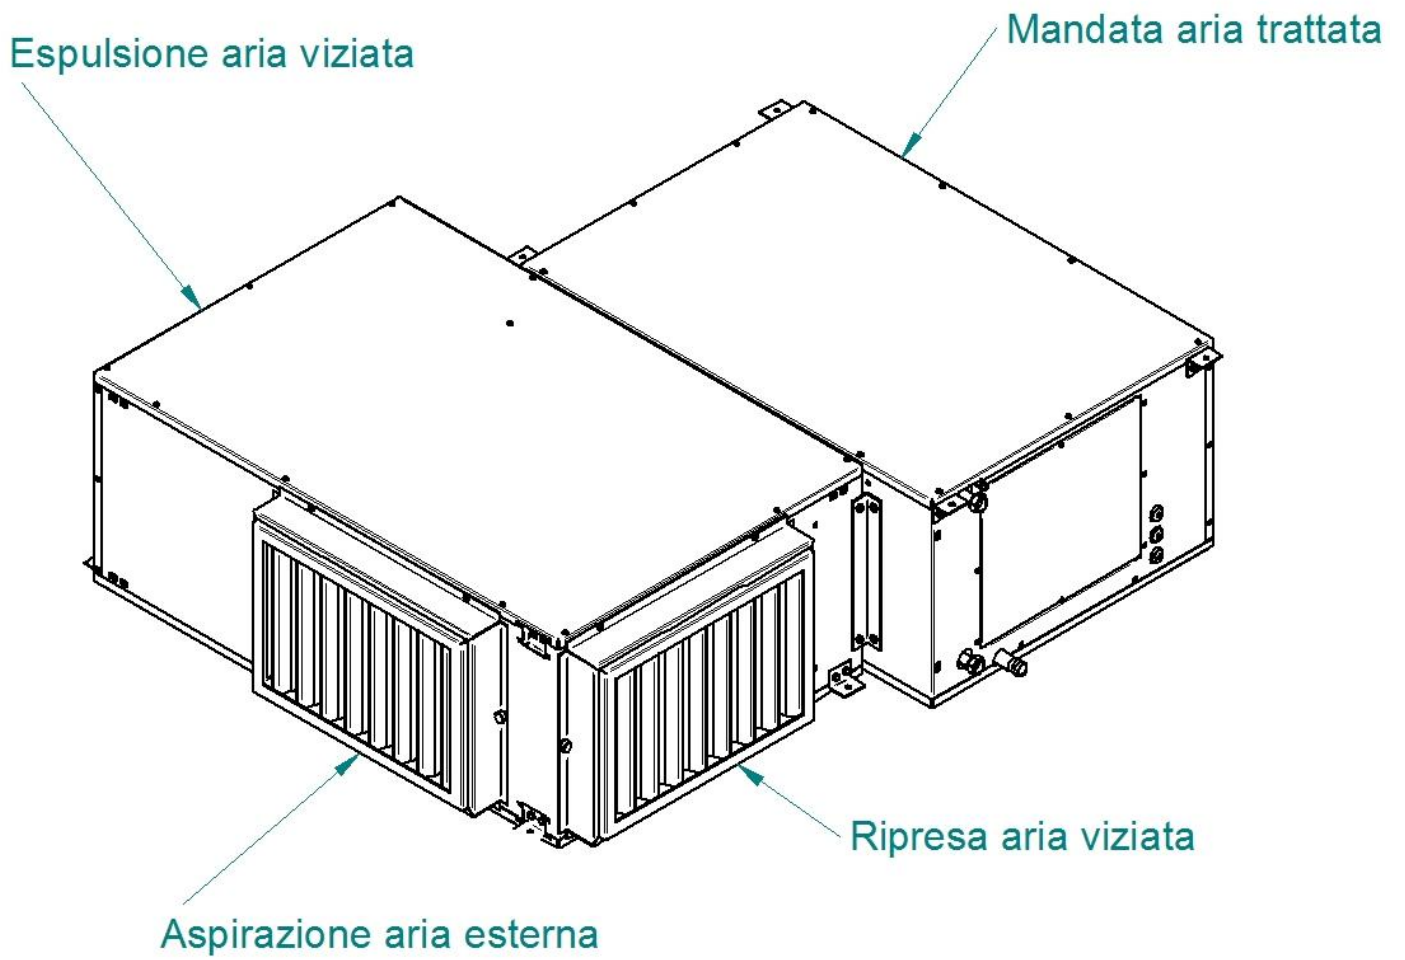 Mandata aria trattata
Espulsione aria viziata
Ripresa aria viziata
Aspirazione aria esterna